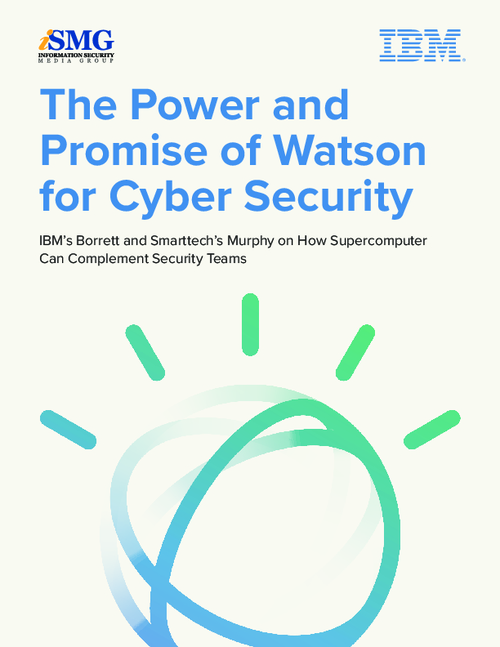 iSMG
INFORMATION SECURITY
MEDIA GROUP
IBM®
The Power and
Promise of Watson
for Cyber Security
IBM's Borrett and Smarttech's Murphy on How Supercomputer
Can Complement Security Teams